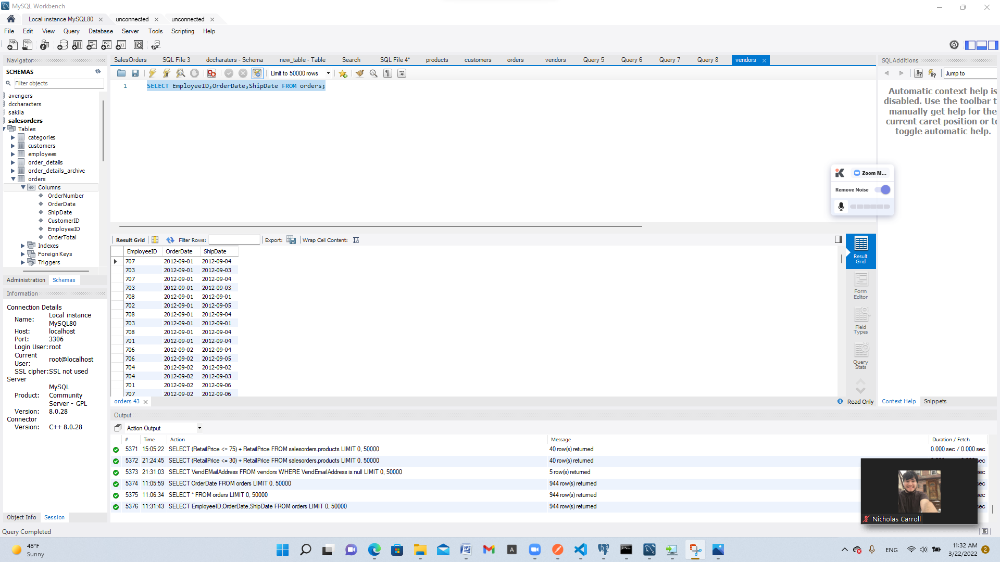 MySQL Workbench
Local instance MySQL80
unconnected
unconnected
File Edit View Query Database Server Tools Scripting Help
Navigator
SCHEMAS
Filter objects
avengers
dccharacters
sakila
salesorders
Tables
categories
customers
employees
order_details
order_details_archive
orders
Columns
OrderNumber
OrderDate
ShipDate
CustomerID
EmployeeID
OrderTotal
Indexes
Foreign Keys
Triggers
Administration Schemas
Information
Connection Details
Name: Local instance MySQL80
Host: localhost
Port: 3306
Login User: root
Current User: root@localhost
SSL cipher: SSL not used
Server
Product: MySQL Community Server - GPL
Version: 8.0.28
Connector
Version: C++ 8.0.28
Object Info Session
Query Completed
SalesOrders SQL File 3 dccharaters - Schema new_table - Table Search SQL File 4* products customers orders vendors Query 5 Query 6 Query 7 Query 8 vendors
Limit to 50000 rows
1 SELECT EmployeeID,OrderDate,ShipDate FROM orders;
Result Grid Filter Rows: Export: Wrap Cell Content:
EmployeeID OrderDate ShipDate
707 2012-09-01 2012-09-04
703 2012-09-01 2012-09-03
707 2012-09-01 2012-09-04
703 2012-09-01 2012-09-03
708 2012-09-01 2012-09-01
702 2012-09-01 2012-09-05
708 2012-09-01 2012-09-04
703 2012-09-01 2012-09-01
708 2012-09-01 2012-09-04
701 2012-09-01 2012-09-04
706 2012-09-02 2012-09-04
706 2012-09-02 2012-09-05
704 2012-09-02 2012-09-02
704 2012-09-02 2012-09-03
701 2012-09-02 2012-09-06
707 2012-09-02 2012-09-06
Result Grid
Form Editor
Field Types
Query Stats
orders 43
Read Only
Output
Action Output
# Time Action Message Duration / Fetch
5371 15:05:22 SELECT (RetailPrice <= 75) + RetailPrice FROM salesorders.products LIMIT 0, 50000 40 row(s) returned 0.000 sec / 0.000 sec
5372 21:24:45 SELECT (RetailPrice <= 30) + RetailPrice FROM salesorders.products LIMIT 0, 50000 40 row(s) returned sec
5373 21:31:03 SELECT VendEMailAddress FROM vendors WHERE VendEmailAddress is null LIMIT 0, 50000 5 row(s) returned sec
5374 11:05:59 SELECT OrderDate FROM orders LIMIT 0, 50000 944 row(s) returned sec
5375 11:06:34 SELECT * FROM orders LIMIT 0, 50000 944 row(s) returned sec
5376 11:31:43 SELECT EmployeeID,OrderDate,ShipDate FROM orders LIMIT 0, 50000 944 row(s) returned sec
SQLAdditions
Jump to
Automatic context help is
disabled. Use the toolbar t
manually get help for the
current caret position or to
toggle automatic help.
Zoom M...
Remove Noise
Context Help Snippets
Nicholas Carroll
48°F
Sunny
ENG
11:32 AM
3/22/2022
2